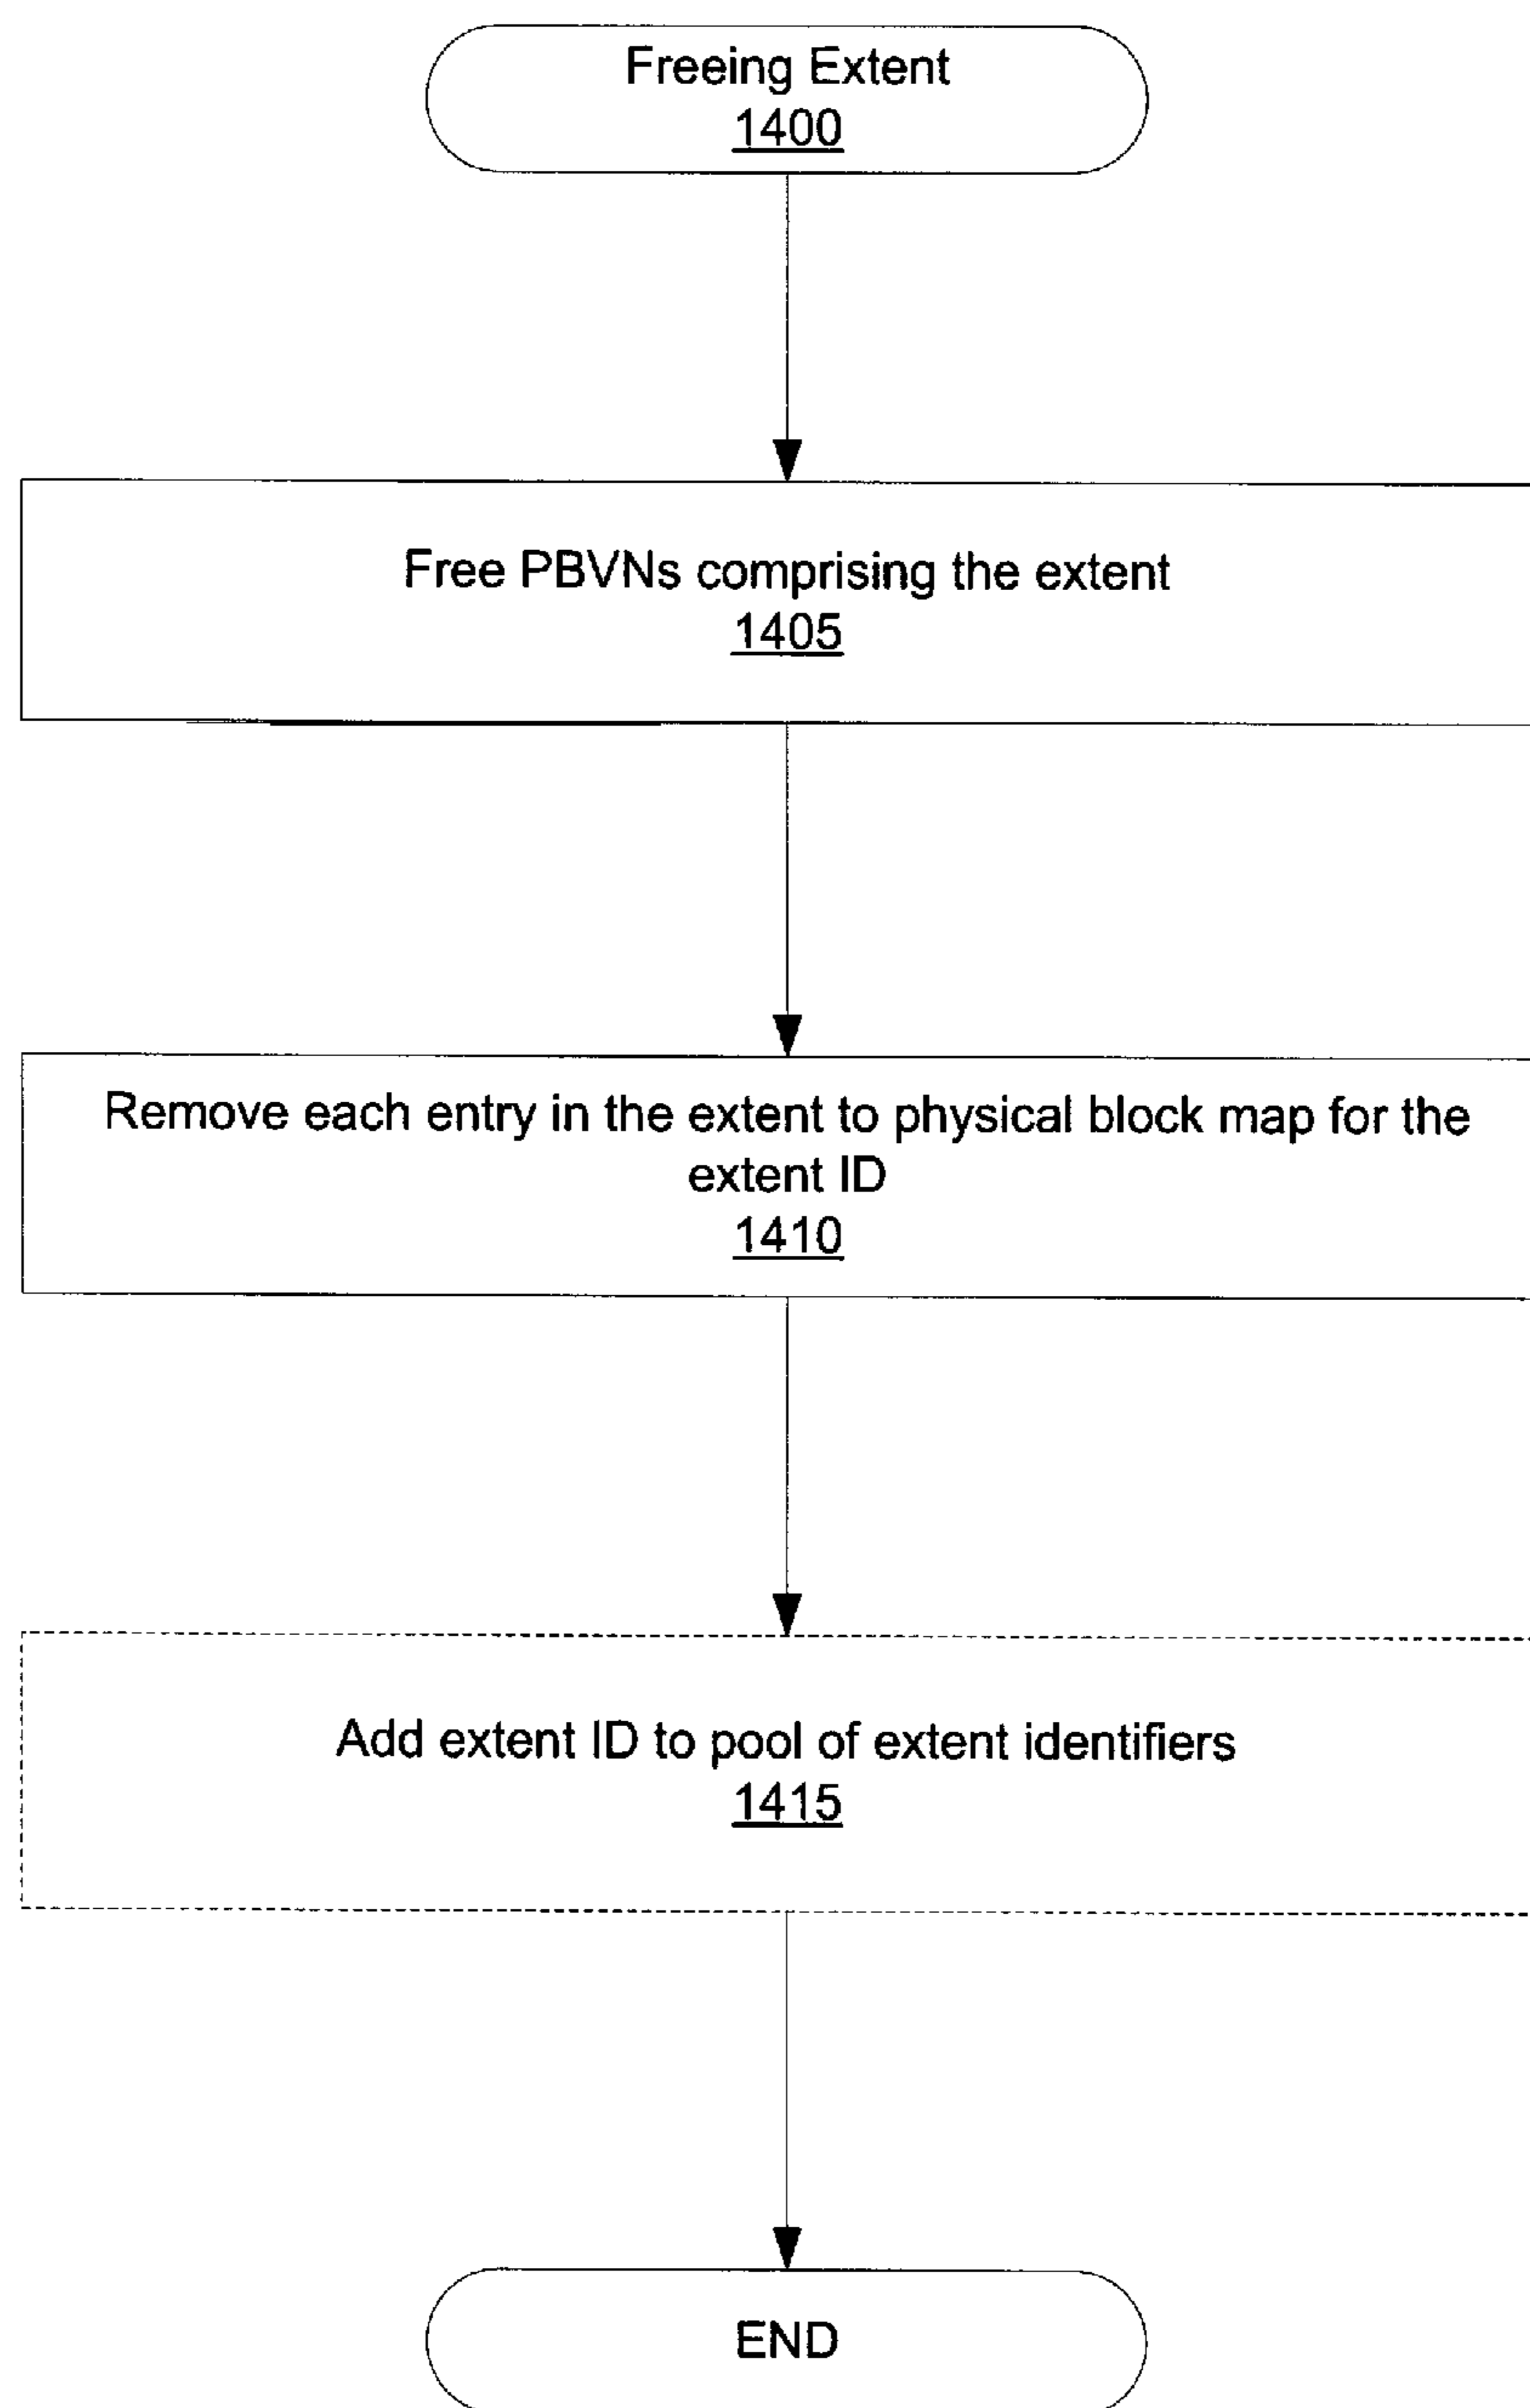 Freeing Extent
1400
Free PBVNs comprising the extent
1405
Remove each entry in the extent to physical block map for the
extent ID
1410
Add extent ID to pool of extent identifiers
1415
END